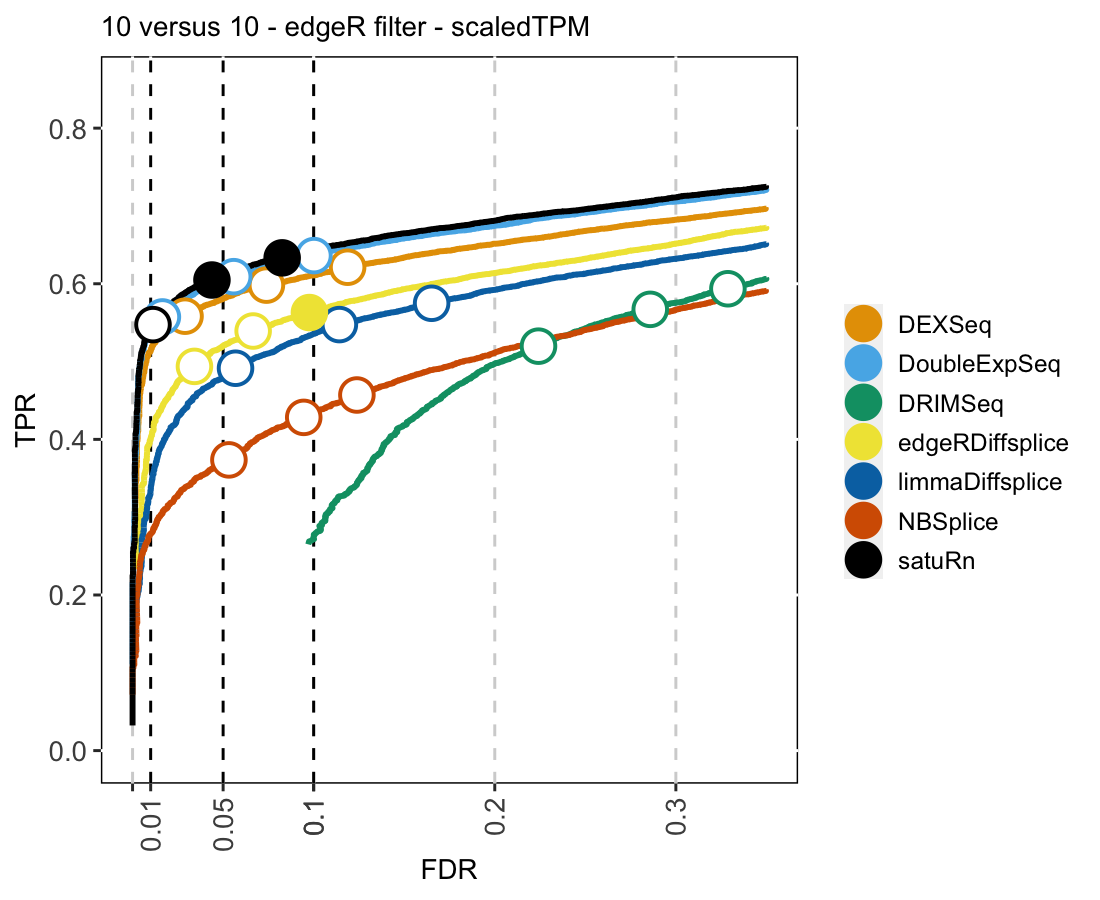 10 versus 10 - edgeR filter - scaledTPM
TPR
0.8
0.6
0.4
0.2
0.0
0.01
0.05
0.1
0.2
0.3
FDR
DEXSeq
DoubleExpSeq
DRIMSeq
edgeRDiffsplice
limmaDiffsplice
NBSplice
satuRn